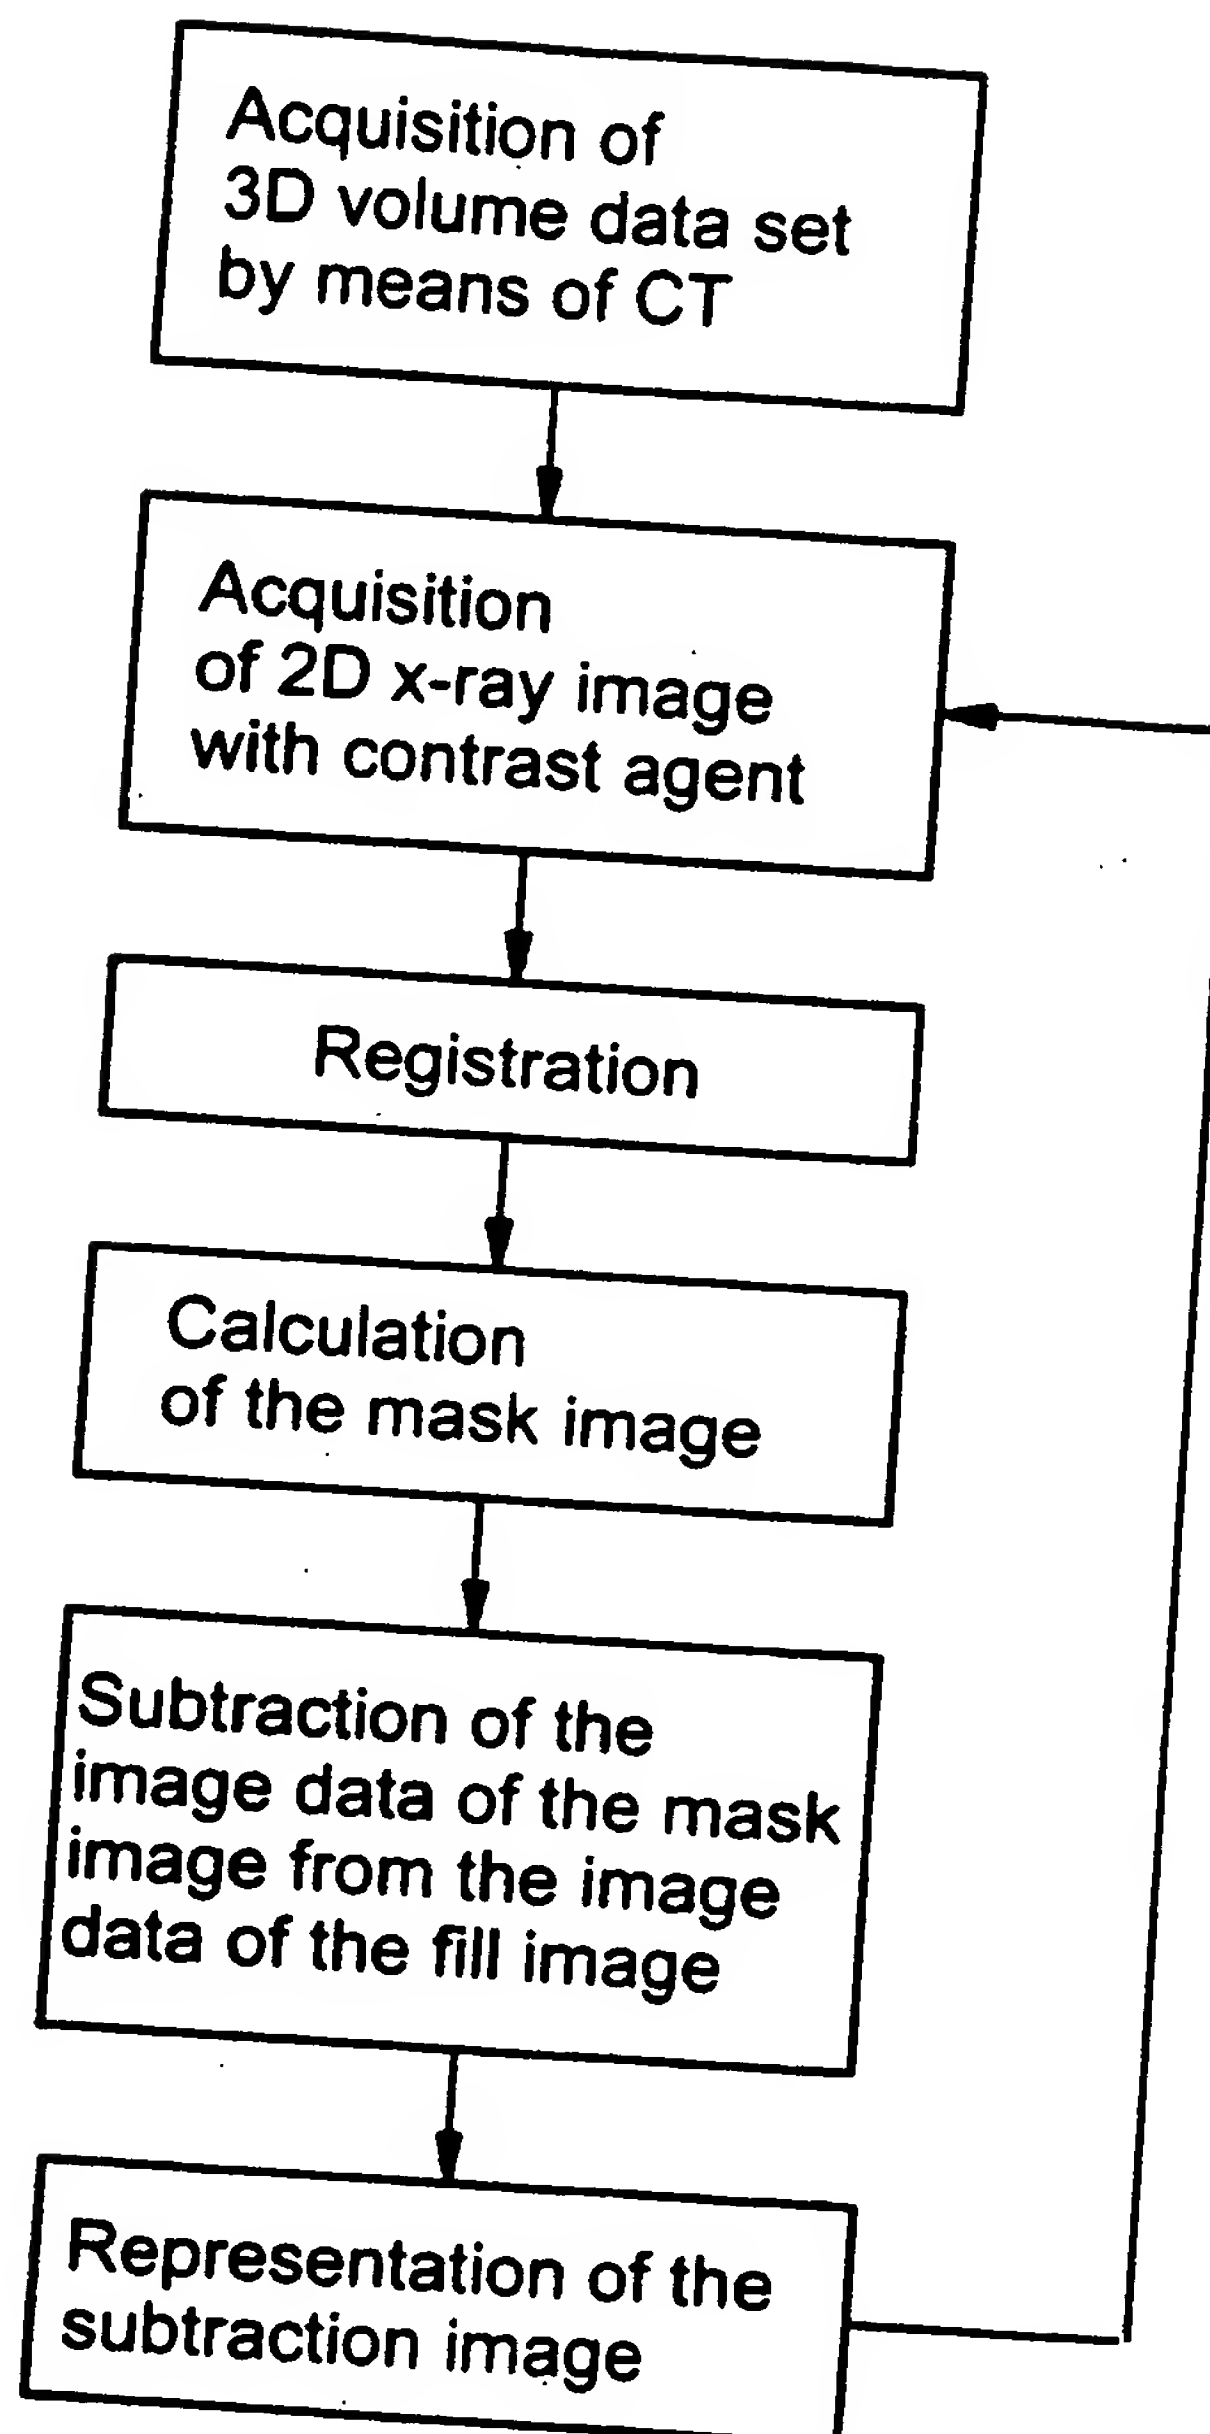 Acquisition of
3D volume data set
by means of CT
Acquisition
of 2D x-ray image
with contrast agent
Registration
Calculation
of the mask image
Subtraction of the
image data of the mask
image from the image
data of the fill image
Representation of the
subtraction image